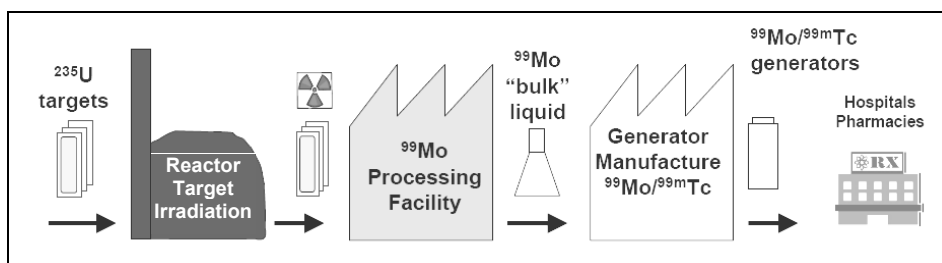 ²³⁵U
targets
Reactor
Target
Irradiation
⁹⁹Mo
Processing
Facility
⁹⁹Mo
“bulk”
liquid
Generator
Manufacture
⁹⁹Mo/⁹⁹ᵐTc
⁹⁹Mo/⁹⁹ᵐTc
generators
Hospitals
Pharmacies
RX